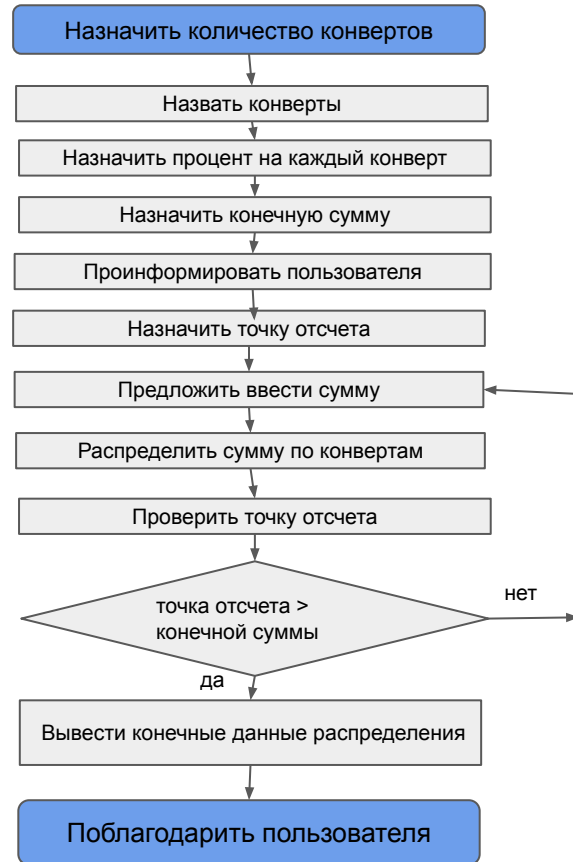 Назначить количество конвертов
Назвать конверты
Назначить процент на каждый конверт
Назначить конечную сумму
Проинформировать пользователя
Назначить точку отсчета
Предложить ввести сумму
Распределить сумму по конвертам
Проверить точку отсчета
точка отсчета >
конечной суммы
нет
да
Вывести конечные данные распределения
Поблагодарить пользователя